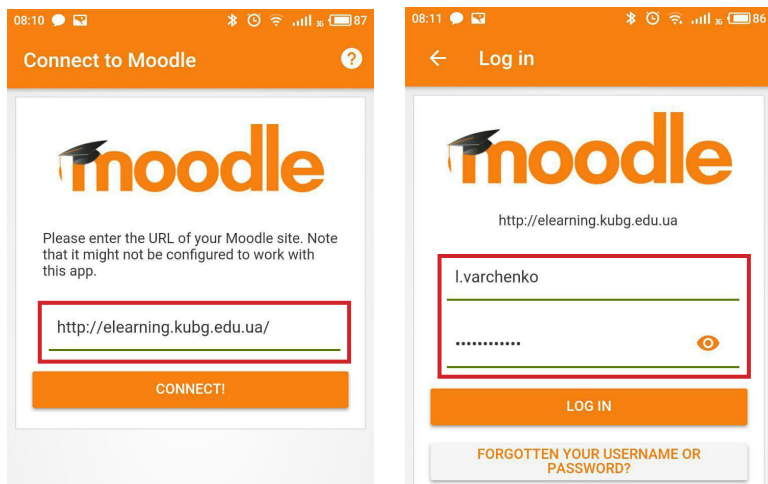 08:10
87
Connect to Moodle
?
moodle
Please enter the URL of your Moodle site. Note
that it might not be configured to work with
this app.
http://elearning.kubg.edu.ua/
CONNECT!
08:11
86
Log in
moodle
http://elearning.kubg.edu.ua
l.varchenko
••••••••••••
LOG IN
FORGOTTEN YOUR USERNAME OR
PASSWORD?